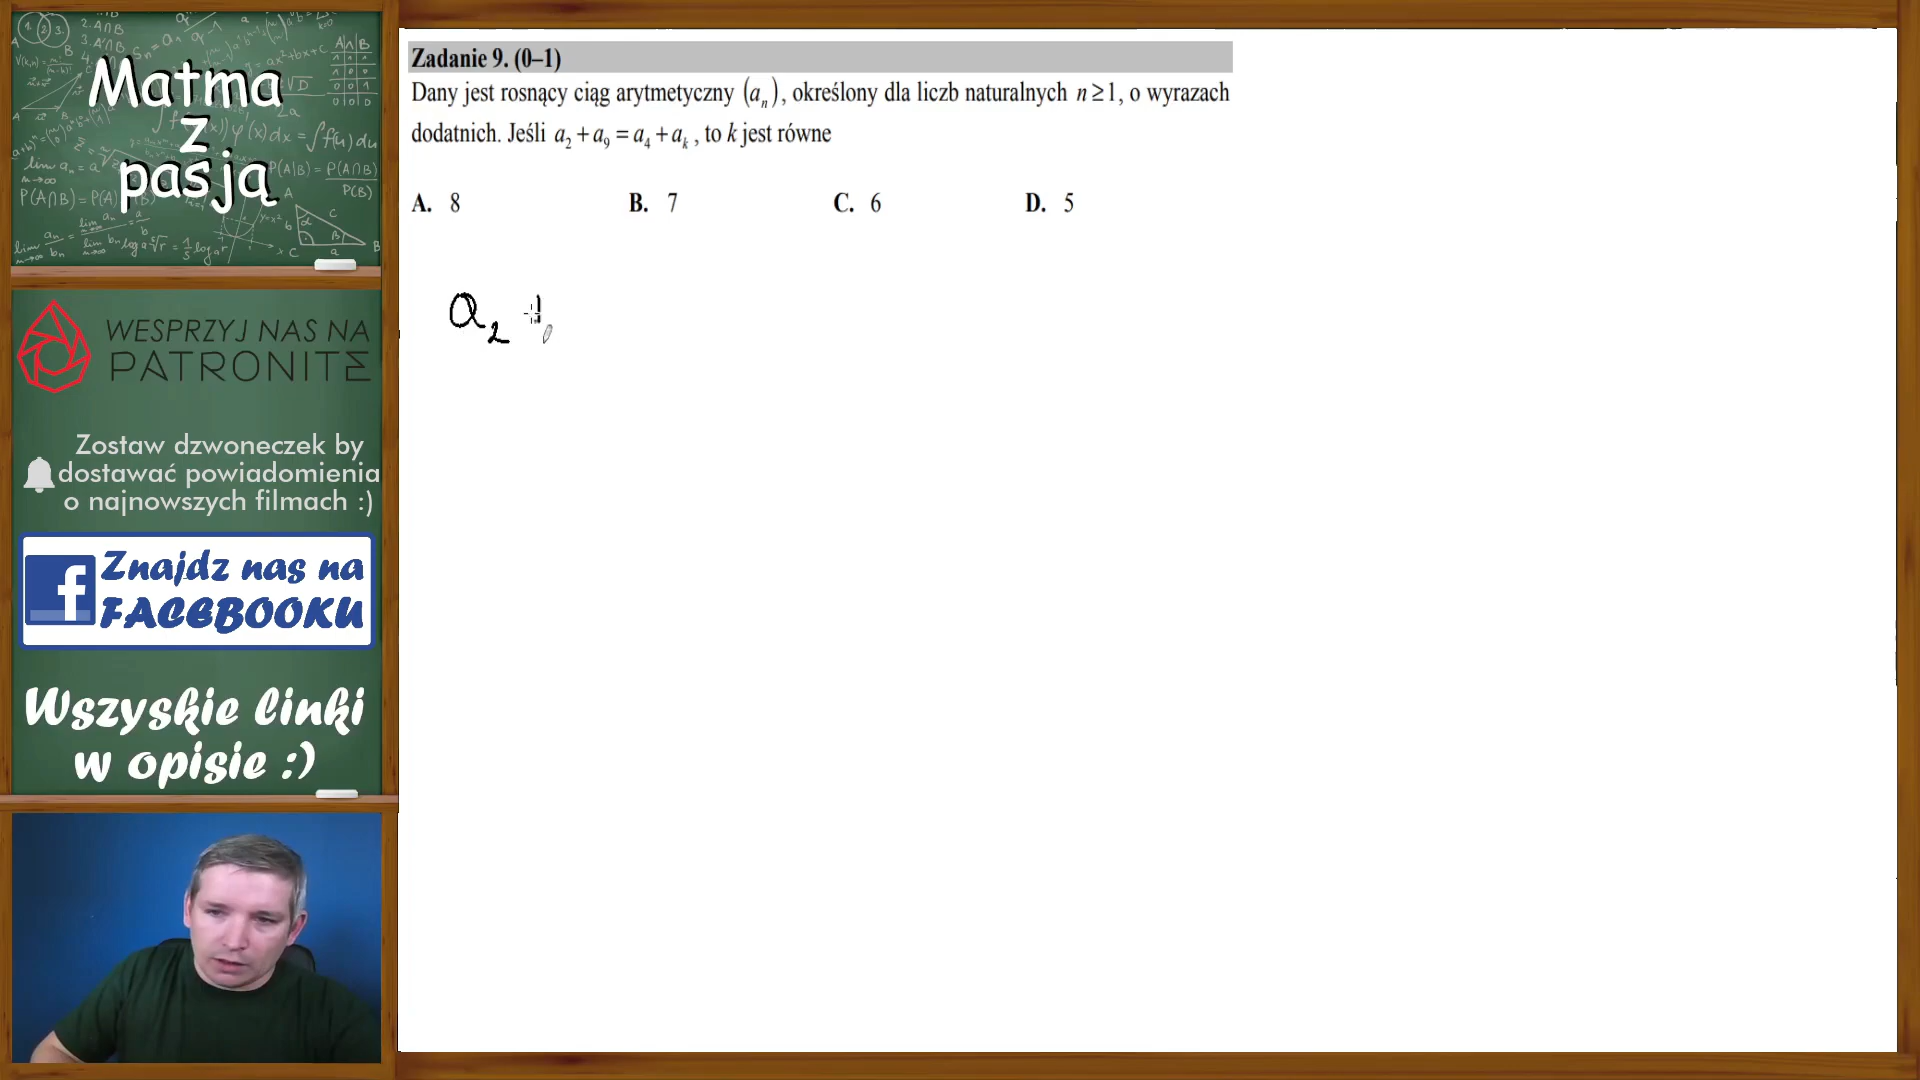 Matma
z
pasją
WESPRZYJ NAS NA
PATRONITE
Zostaw dzwoneczek by
dostawać powiadomienia
o najnowszych filmach :)
Znajdz nas na
FACEBOOKU
Wszyskie linki
w opisie :)
Zadanie 9. (0–1)
Dany jest rosnący ciąg arytmetyczny (aₙ), określony dla liczb naturalnych n ≥ 1, o wyrazach
dodatnich. Jeśli a₂ + a₉ = a₄ + aₖ, to k jest równe
A. 8 B. 7 C. 6 D. 5
a₂ +